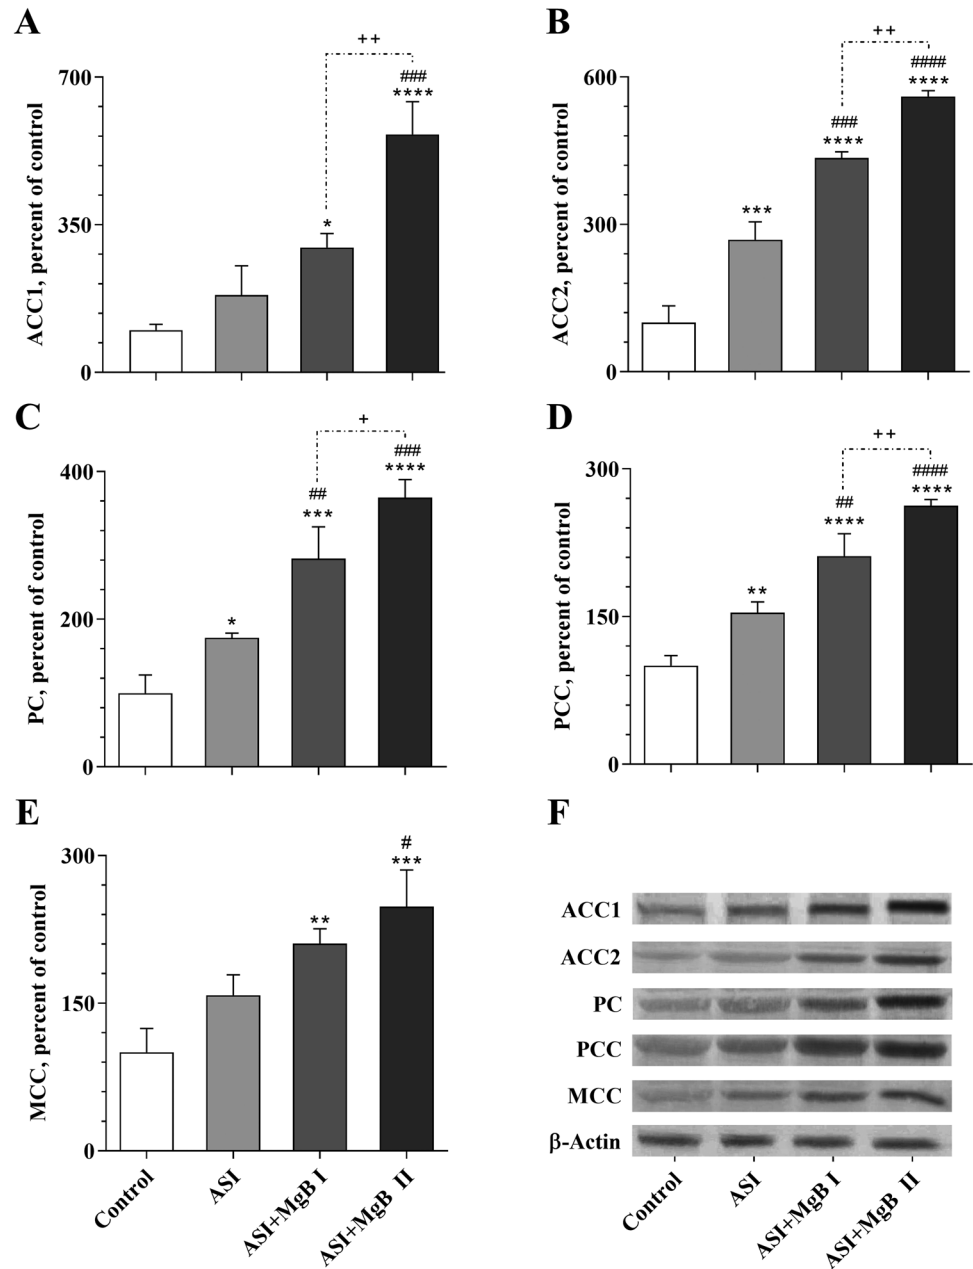 A
ACC1, percent of control
700
350
0
*
++
###
****
B
ACC2, percent of control
600
300
0
***
###
****
++
####
****
C
PC, percent of control
400
200
0
*
##
***
+
###
****
D
PCC, percent of control
300
150
0
**
##
****
++
####
****
E
MCC, percent of control
300
150
0
**
#
***
Control
ASI
ASI+MgB I
ASI+MgB II
F
ACC1
ACC2
PC
PCC
MCC
β-Actin
Control
ASI
ASI+MgB I
ASI+MgB II